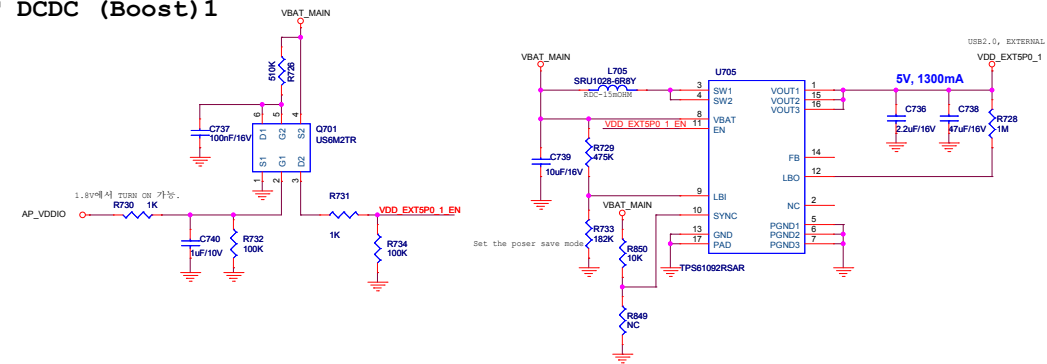 DCDC (Boost)1
VBAT_MAIN
510K
R726
C737
100nF/16V
6
5
4
D1
G2
S2
Q701
US6M2TR
S1
G1
D2
1
2
3
1.8V에서 TURN ON 가능.
AP_VDDIO
R730
1K
C740
1uF/10V
R732
100K
R731
1K
VDD_EXT5P0_1_EN
R734
100K
VBAT_MAIN
L705
SRU1028-6R8Y
RDC-15mOHM
VDD_EXT5P0_1_EN
C739
10uF/16V
R729
475K
R733
182K
Set the poser save mode
VBAT_MAIN
R850
10K
R849
NC
U705
3
SW1
4
SW2
8
VBAT
11
EN
9
LBI
10
SYNC
13
GND
17
PAD
VOUT1
1
VOUT2
15
VOUT3
16
FB
14
LBO
12
NC
2
PGND1
5
PGND2
6
PGND3
7
TPS61092RSAR
5V, 1300mA
C736
2.2uF/16V
C738
47uF/16V
R728
1M
USB2.0, EXTERNAL
VDD_EXT5P0_1